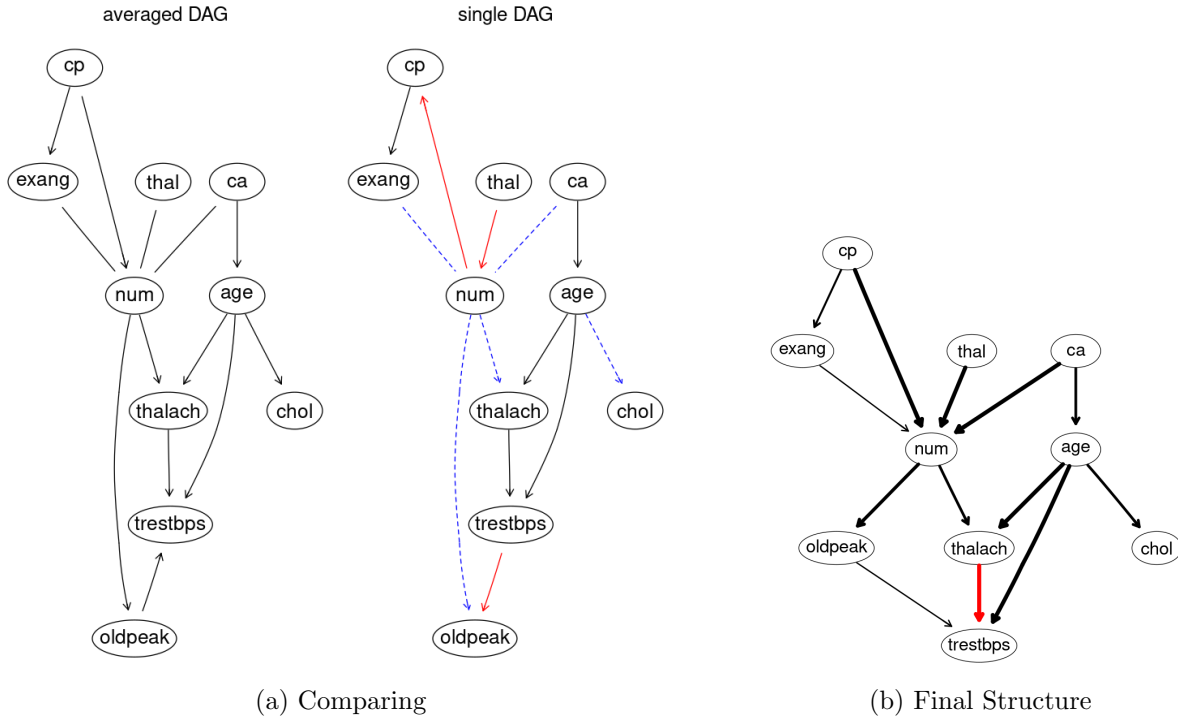 averaged DAG
cp
exang
thal
ca
num
age
thalach
chol
trestbps
oldpeak
single DAG
cp
exang
thal
ca
num
age
thalach
chol
trestbps
oldpeak
(a) Comparing
cp
exang
thal
ca
num
age
oldpeak
thalach
chol
trestbps
(b) Final Structure